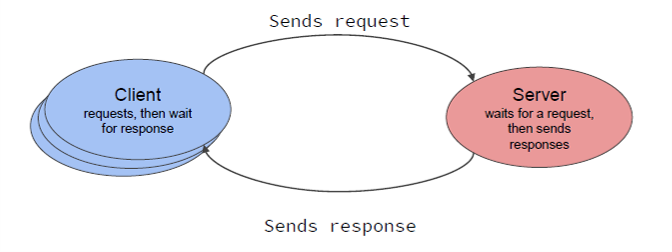 Sends request
Client
requests, then wait
for response
Server
waits for a request,
then sends
responses
Sends response